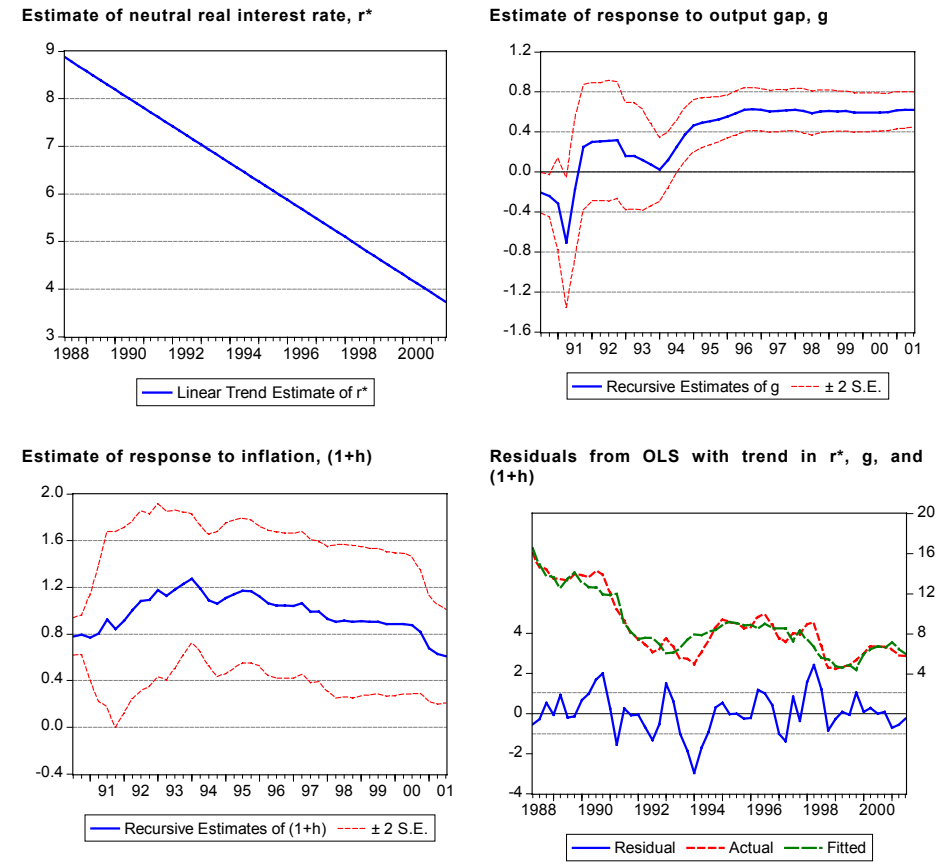 Estimate of neutral real interest rate, r*
9
8
7
6
5
4
3
1988 1990 1992 1994 1996 1998 2000
Linear Trend Estimate of r*
Estimate of response to output gap, g
1.2
0.8
0.4
0.0
-0.4
-0.8
-1.2
-1.6
91 92 93 94 95 96 97 98 99 00 01
Recursive Estimates of g ± 2 S.E.
Estimate of response to inflation, (1+h)
2.0
1.6
1.2
0.8
0.4
0.0
-0.4
91 92 93 94 95 96 97 98 99 00 01
Recursive Estimates of (1+h) ± 2 S.E.
Residuals from OLS with trend in r*, g, and
(1+h)
20
16
12
8
4
4
2
0
-2
-4
1988 1990 1992 1994 1996 1998 2000
Residual Actual Fitted